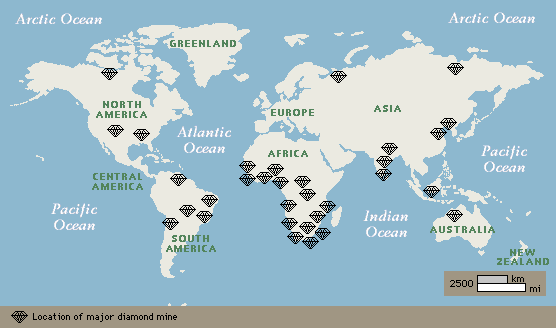 Arctic Ocean
Arctic Ocean
GREENLAND
NORTH
AMERICA
EUROPE
ASIA
Atlantic
Ocean
AFRICA
Pacific
Ocean
CENTRAL
AMERICA
Pacific
Ocean
Indian
Ocean
AUSTRALIA
SOUTH
AMERICA
NEW
ZEALAND
2500 km
mi
Location of major diamond mine